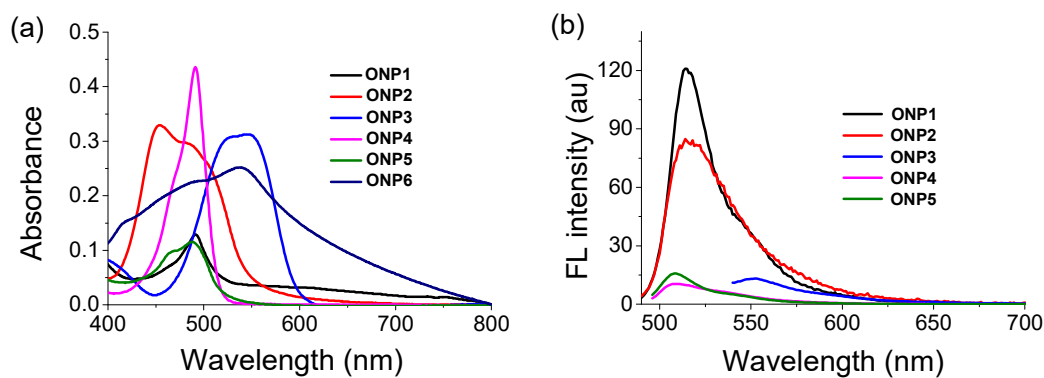 (a)
0.5
0.4
0.3
0.2
0.1
0.0
Absorbance
ONP1
ONP2
ONP3
ONP4
ONP5
ONP6
400 500 600 700 800
Wavelength (nm)
(b)
120
90
60
30
0
FL intensity (au)
ONP1
ONP2
ONP3
ONP4
ONP5
500 550 600 650 700
Wavelength (nm)